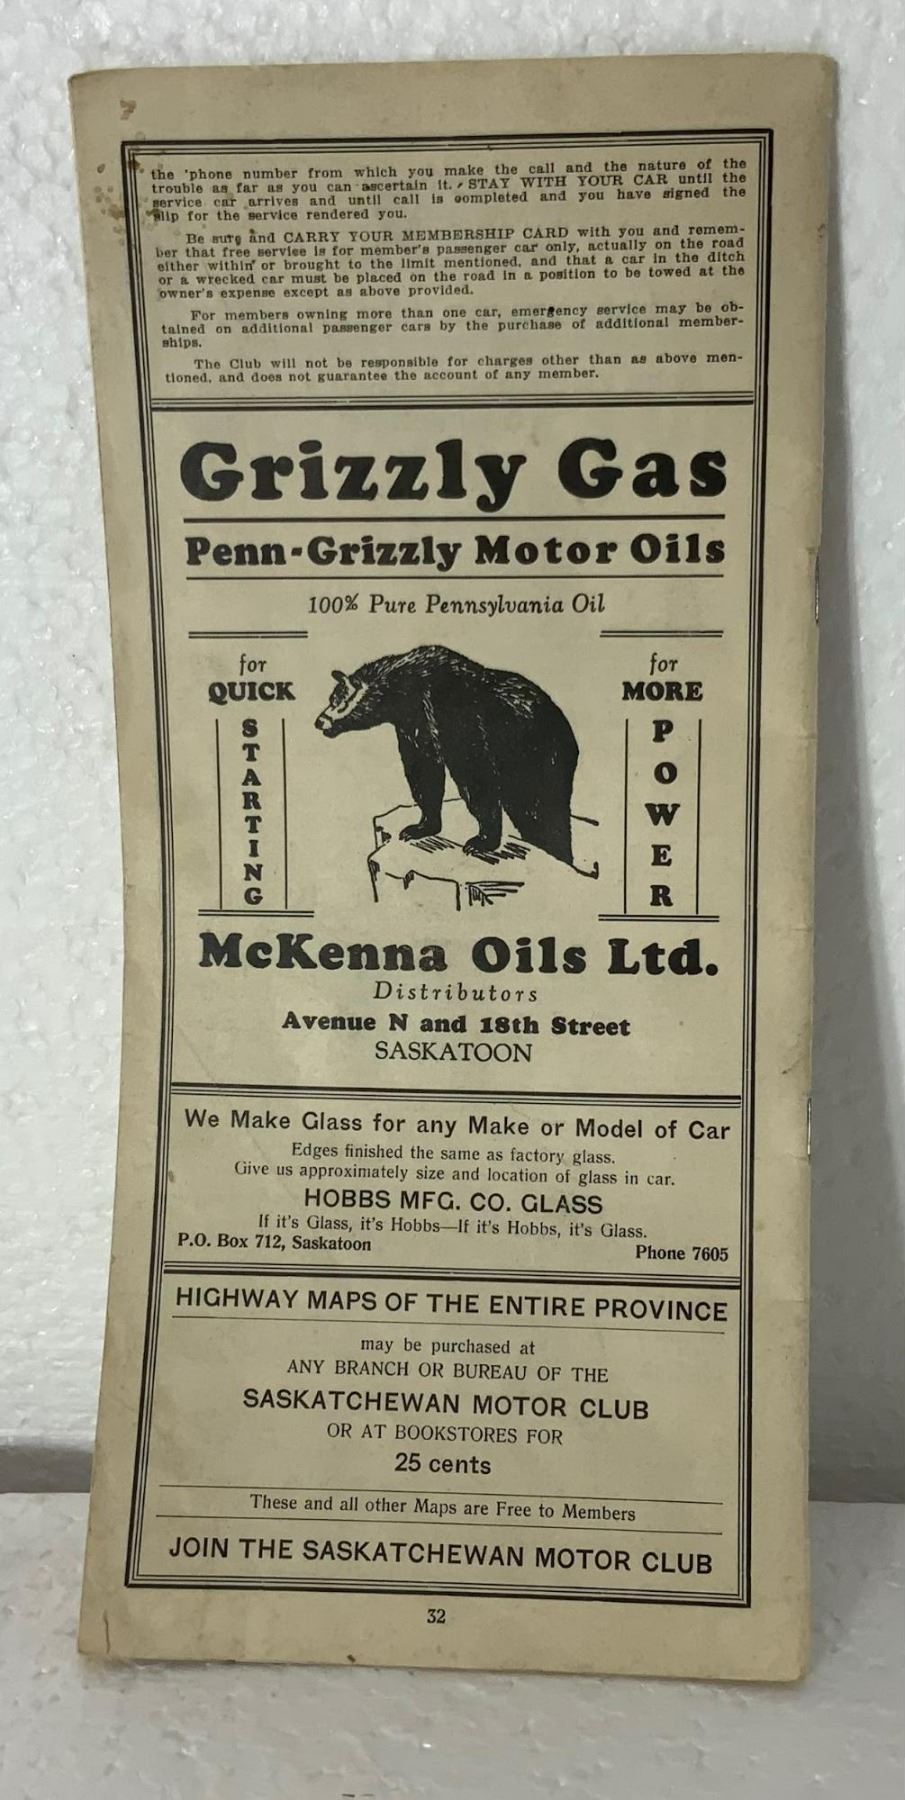 the 'phone number from which you make the call and the nature of the
trouble as far as you can ascertain it. STAY WITH YOUR CAR until the
service car arrives and until call is completed and you have signed the
slip for the service rendered you.
Be sure and CARRY YOUR MEMBERSHIP CARD with you and remem-
ber that free service is for member's passenger car only, actually on the road
either within or brought to the limit mentioned, and that a car in the ditch
or a wrecked car must be placed on the road in a position to be towed at the
owner's expense except as above provided.
For members owning more than one car, emergency service may be ob-
tained on additional passenger cars by the purchase of additional member-
ships.
The Club will not be responsible for charges other than as above men-
tioned, and does not guarantee the account of any member.
Grizzly Gas
Penn-Grizzly Motor Oils
100% Pure Pennsylvania Oil
for
QUICK
STARTING
for
MORE
POWER
McKenna Oils Ltd.
Distributors
Avenue N and 18th Street
SASKATOON
We Make Glass for any Make or Model of Car
Edges finished the same as factory glass.
Give us approximately size and location of glass in car.
HOBBS MFG. CO. GLASS
If it's Glass, it's Hobbs—If it's Hobbs, it's Glass.
P.O. Box 712, Saskatoon Phone 7605
HIGHWAY MAPS OF THE ENTIRE PROVINCE
may be purchased at
ANY BRANCH OR BUREAU OF THE
SASKATCHEWAN MOTOR CLUB
OR AT BOOKSTORES FOR
25 cents
These and all other Maps are Free to Members
JOIN THE SASKATCHEWAN MOTOR CLUB
32